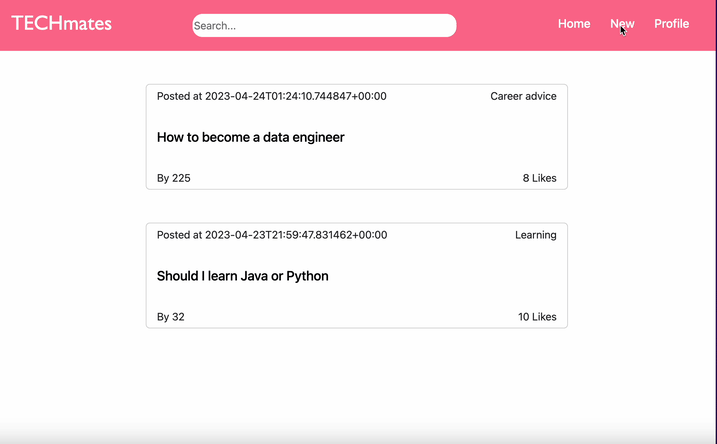 TECHmates
Search...
Home New Profile
Posted at 2023-04-24T01:24:10.744847+00:00 Career advice
How to become a data engineer
By 225 8 Likes
Posted at 2023-04-23T21:59:47.831462+00:00 Learning
Should I learn Java or Python
By 32 10 Likes